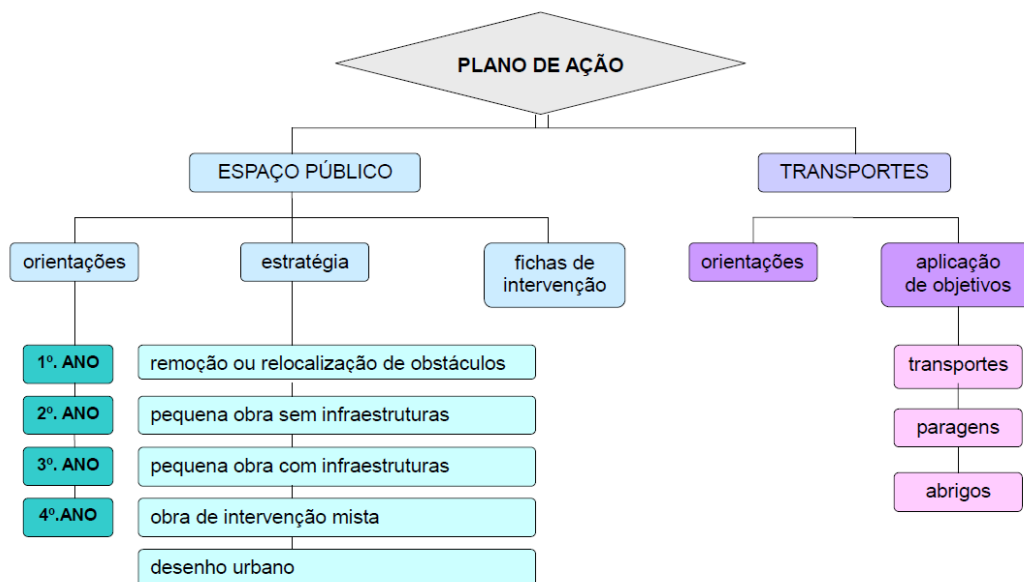 PLANO DE AÇÃO
ESPAÇO PÚBLICO
TRANSPORTES
orientações
estratégia
fichas de
intervenção
orientações
aplicação
de objetivos
1º. ANO
remoção ou relocalização de obstáculos
transportes
2º. ANO
pequena obra sem infraestruturas
paragens
3º. ANO
pequena obra com infraestruturas
abrigos
4º.ANO
obra de intervenção mista
desenho urbano